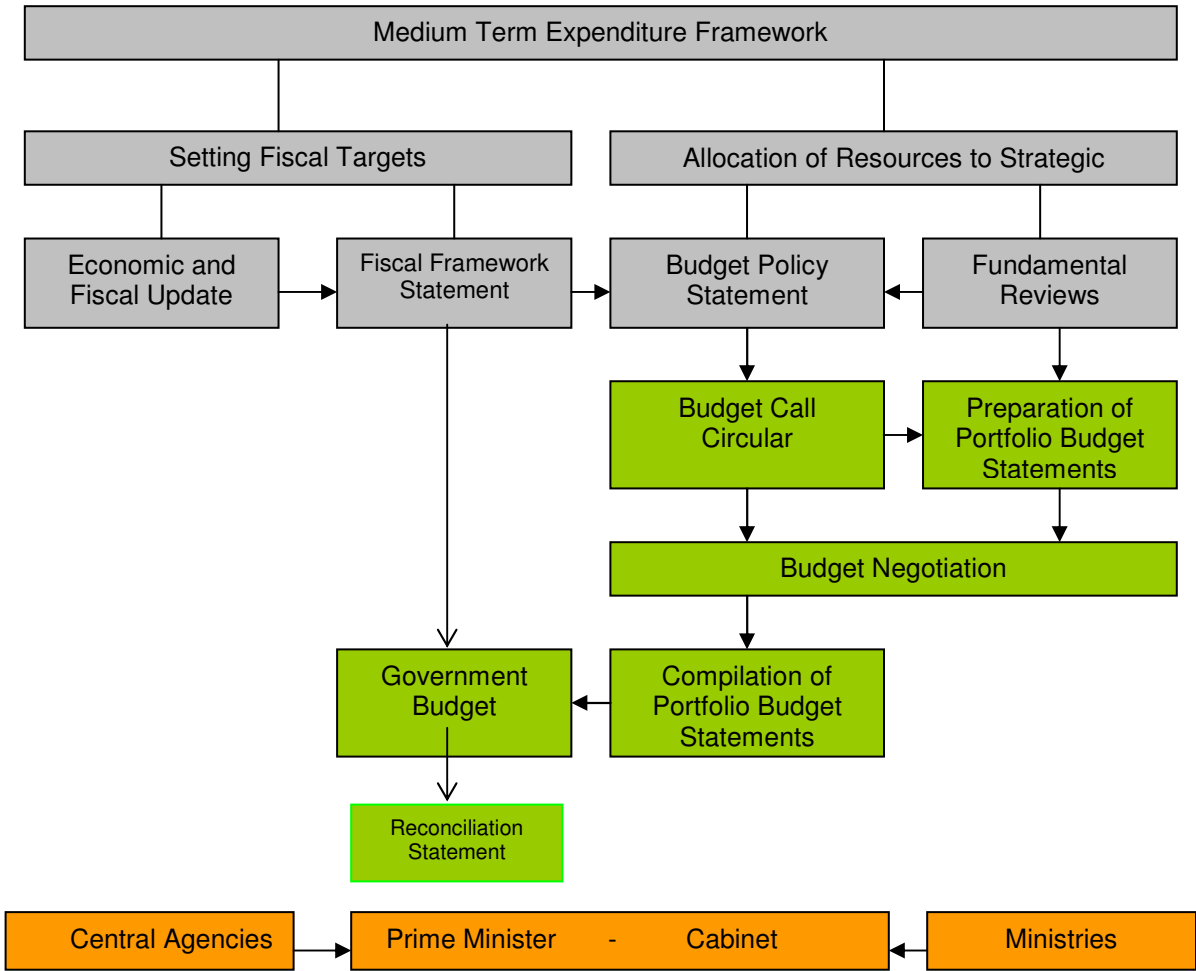 Medium Term Expenditure Framework
Setting Fiscal Targets
Allocation of Resources to Strategic
Economic and
Fiscal Update
Fiscal Framework
Statement
Budget Policy
Statement
Fundamental
Reviews
Budget Call
Circular
Preparation of
Portfolio Budget
Statements
Budget Negotiation
Government
Budget
Compilation of
Portfolio Budget
Statements
Reconciliation
Statement
Central Agencies
Prime Minister - Cabinet
Ministries